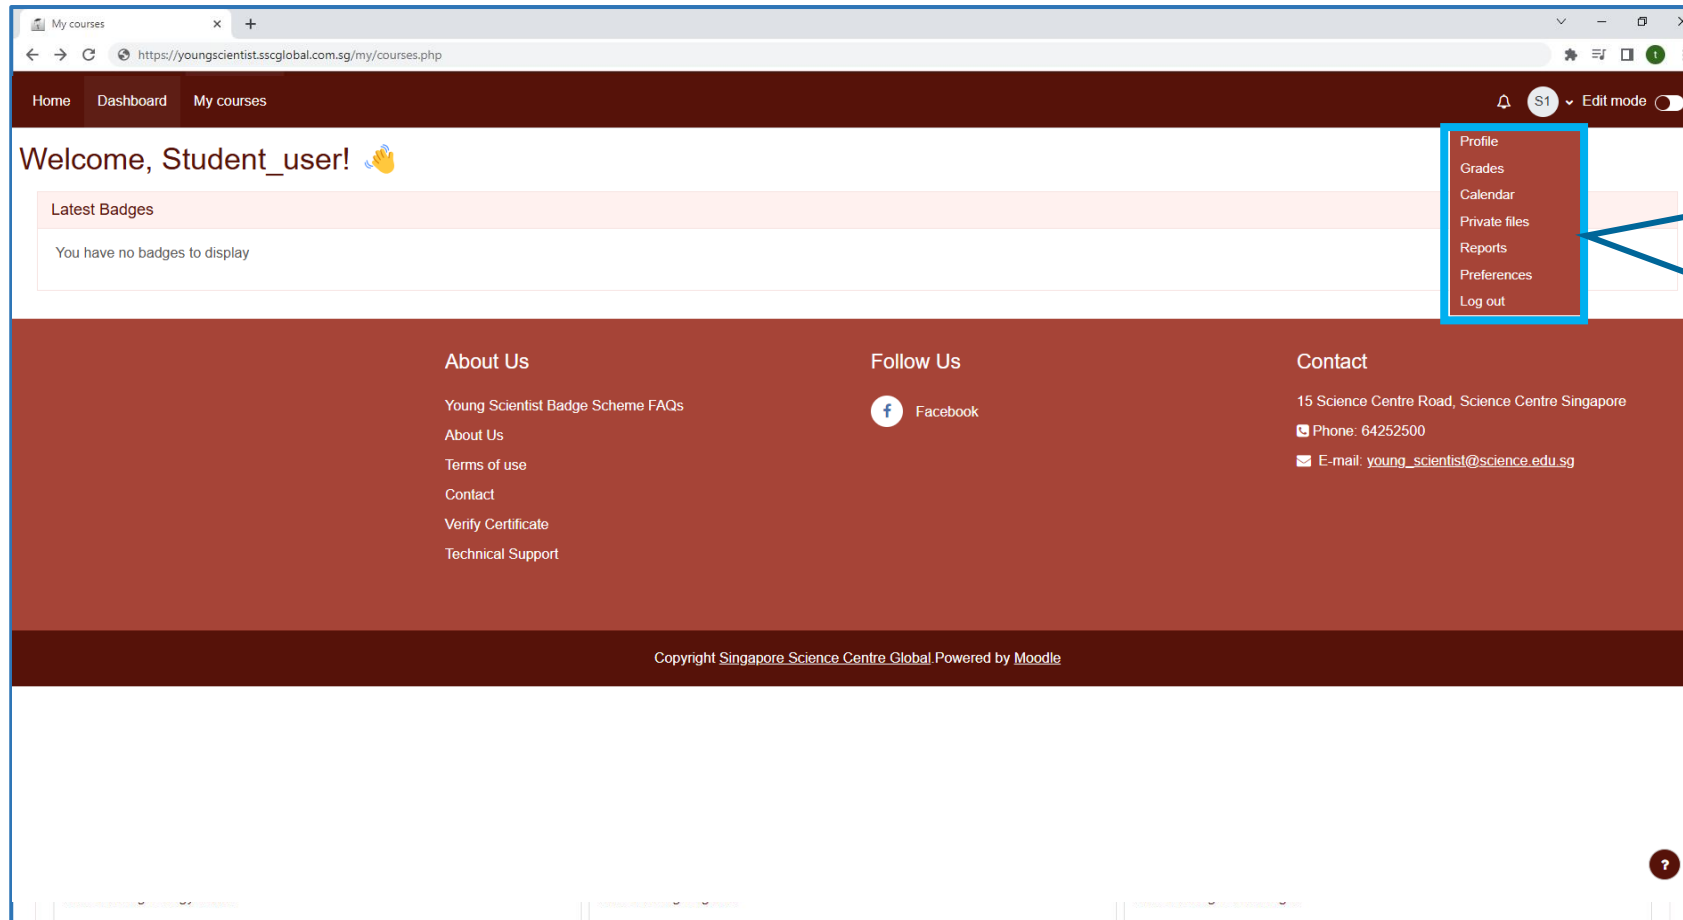 My courses
https://youngscientist.sscglobal.com.sg/my/courses.php
t
Home Dashboard My courses
S1 Edit mode
Welcome, Student_user! 👋
Profile
Grades
Calendar
Private files
Reports
Preferences
Log out
Latest Badges
You have no badges to display
About Us
Young Scientist Badge Scheme FAQs
About Us
Terms of use
Contact
Verify Certificate
Technical Support
Follow Us
f Facebook
Contact
15 Science Centre Road, Science Centre Singapore
Phone: 64252500
E-mail: young_scientist@science.edu.sg
Copyright Singapore Science Centre Global.Powered by Moodle
?